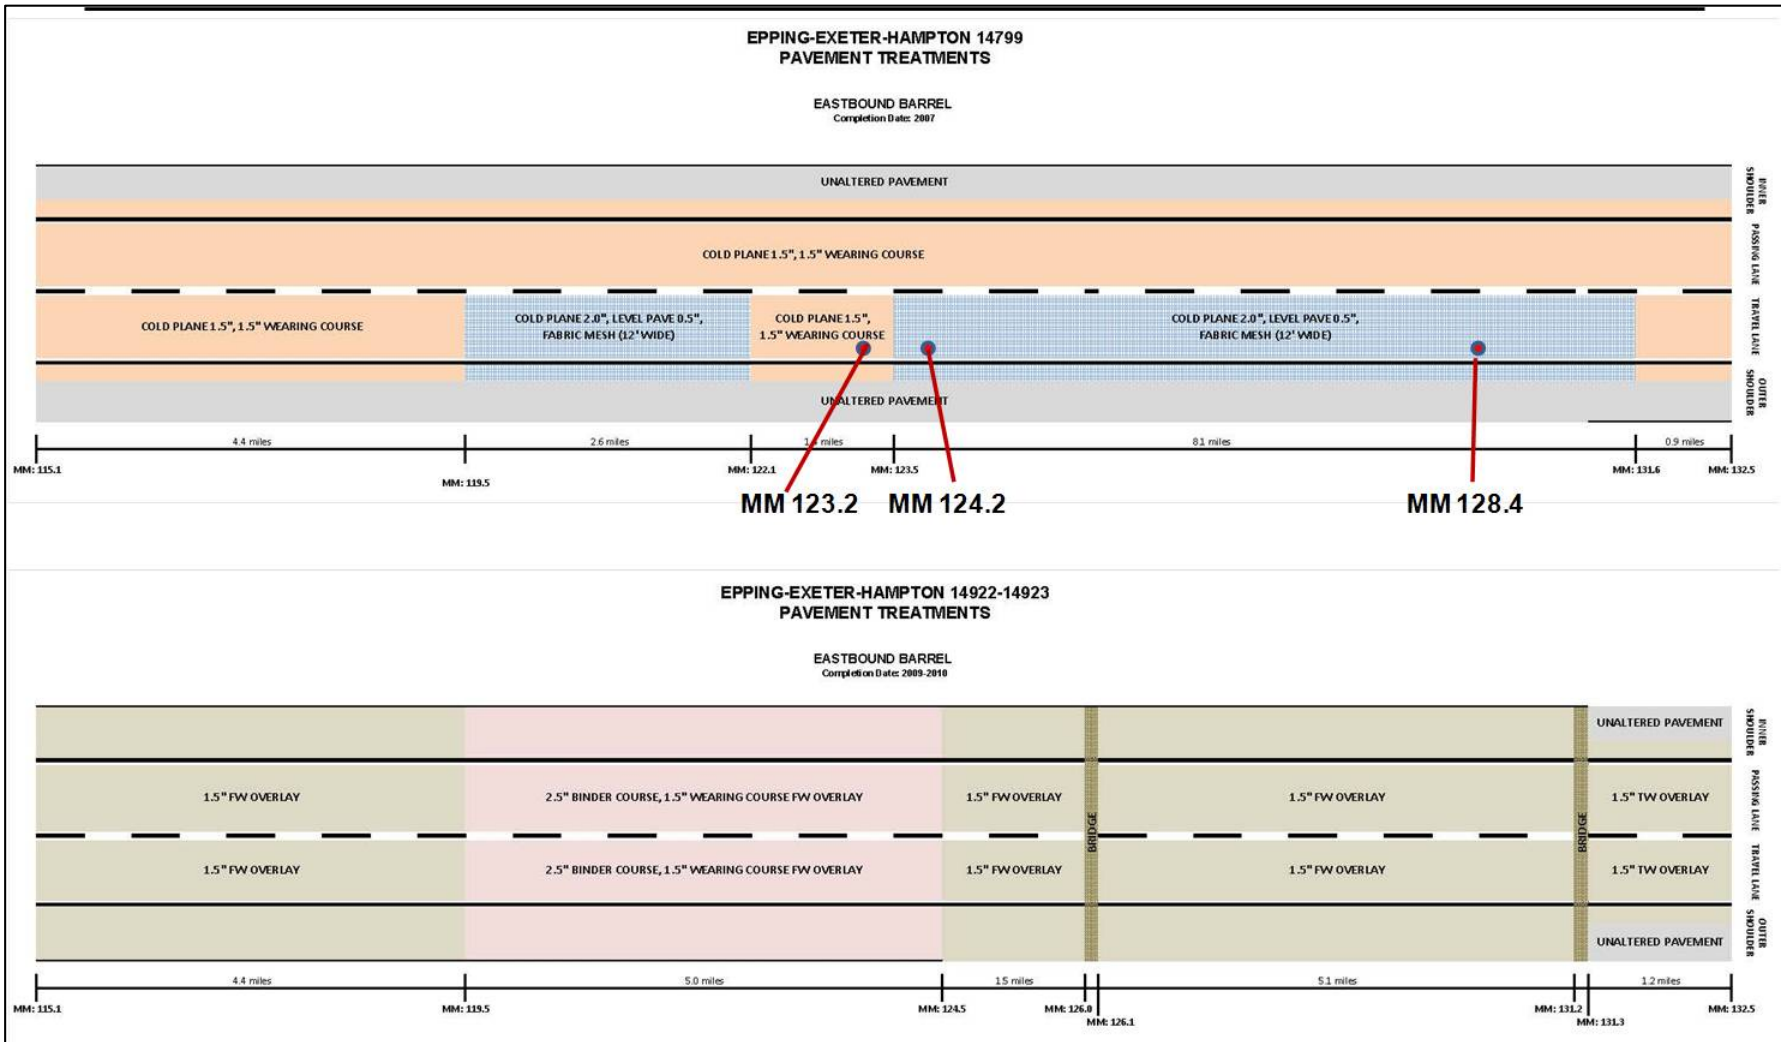 EPPING-EXETER-HAMPTON 14799
PAVEMENT TREATMENTS
EASTBOUND BARREL
Completion Date: 2007
UNALTERED PAVEMENT
INNER
SHOULDER
COLD PLANE 1.5", 1.5" WEARING COURSE
PASSING LANE
COLD PLANE 1.5", 1.5" WEARING COURSE
COLD PLANE 2.0", LEVEL PAVE 0.5",
FABRIC MESH (12' WIDE)
COLD PLANE 1.5",
1.5" WEARING COURSE
COLD PLANE 2.0", LEVEL PAVE 0.5",
FABRIC MESH (12' WIDE)
TRAVEL LANE
UNALTERED PAVEMENT
OUTER
SHOULDER
4.4 miles
2.6 miles
miles
8.1 miles
0.9 miles
MM: 115.1
MM: 119.5
MM: 122.1
MM: 123.5
MM: 131.6
MM: 132.5
MM 123.2
MM 124.2
MM 128.4
EPPING-EXETER-HAMPTON 14922-14923
PAVEMENT TREATMENTS
EASTBOUND BARREL
Completion Date: 2009-2010
UNALTERED PAVEMENT
INNER
SHOULDER
1.5" FW OVERLAY
2.5" BINDER COURSE, 1.5" WEARING COURSE FW OVERLAY
1.5" FW OVERLAY
BRIDGE
1.5" FW OVERLAY
BRIDGE
1.5" TW OVERLAY
PASSING LANE
1.5" FW OVERLAY
2.5" BINDER COURSE, 1.5" WEARING COURSE FW OVERLAY
1.5" FW OVERLAY
1.5" FW OVERLAY
1.5" TW OVERLAY
TRAVEL LANE
UNALTERED PAVEMENT
OUTER
SHOULDER
4.4 miles
5.0 miles
1.5 miles
5.1 miles
1.2 miles
MM: 115.1
MM: 119.5
MM: 124.5
MM: 126.0
MM: 126.1
MM: 131.2
MM: 131.3
MM: 132.5